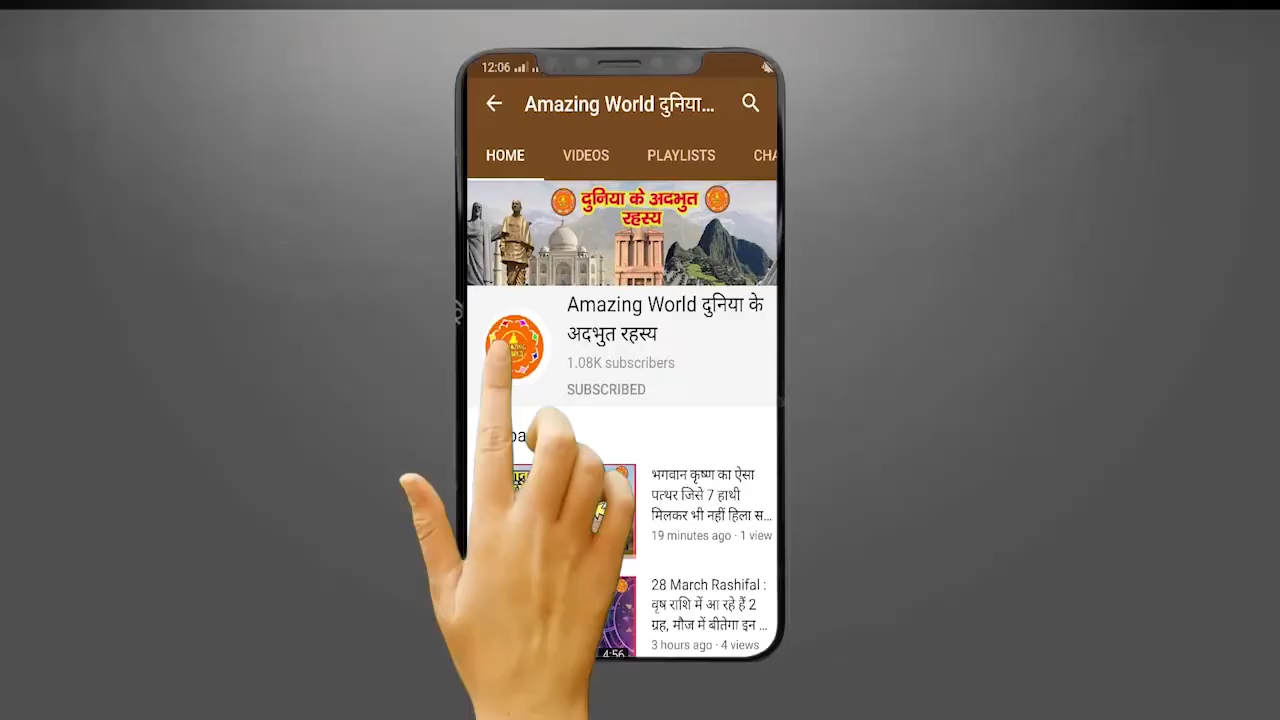 12:06
Amazing World दुनिया...
HOME VIDEOS PLAYLISTS CHA
दुनिया के अदभुत
रहस्य
Amazing World दुनिया के
अदभुत रहस्य
1.08K subscribers
SUBSCRIBED
भगवान कृष्ण का ऐसा
पत्थर जिसे 7 हाथी
मिलकर भी नहीं हिला स...
19 minutes ago · 1 view
28 March Rashifal :
वृष राशि में आ रहे हैं 2
ग्रह, मौज में बीतेगा इन ...
3 hours ago · 4 views
4:56